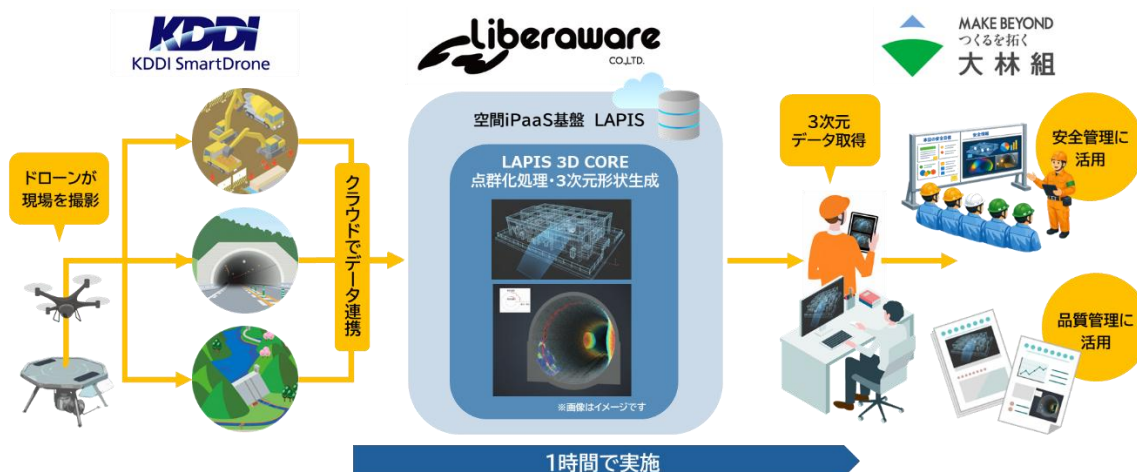 KDDI
KDDI SmartDrone
Liberaware
CO.,LTD.
MAKE BEYOND
つくるを拓く
大林組
ドローンが
現場を撮影
クラウドでデータ連携
空間iPaaS基盤 LAPIS
LAPIS 3D CORE
点群化処理・3次元形状生成
※画像はイメージです
3次元
データ取得
安全管理に
活用
品質管理に
活用
1時間で実施